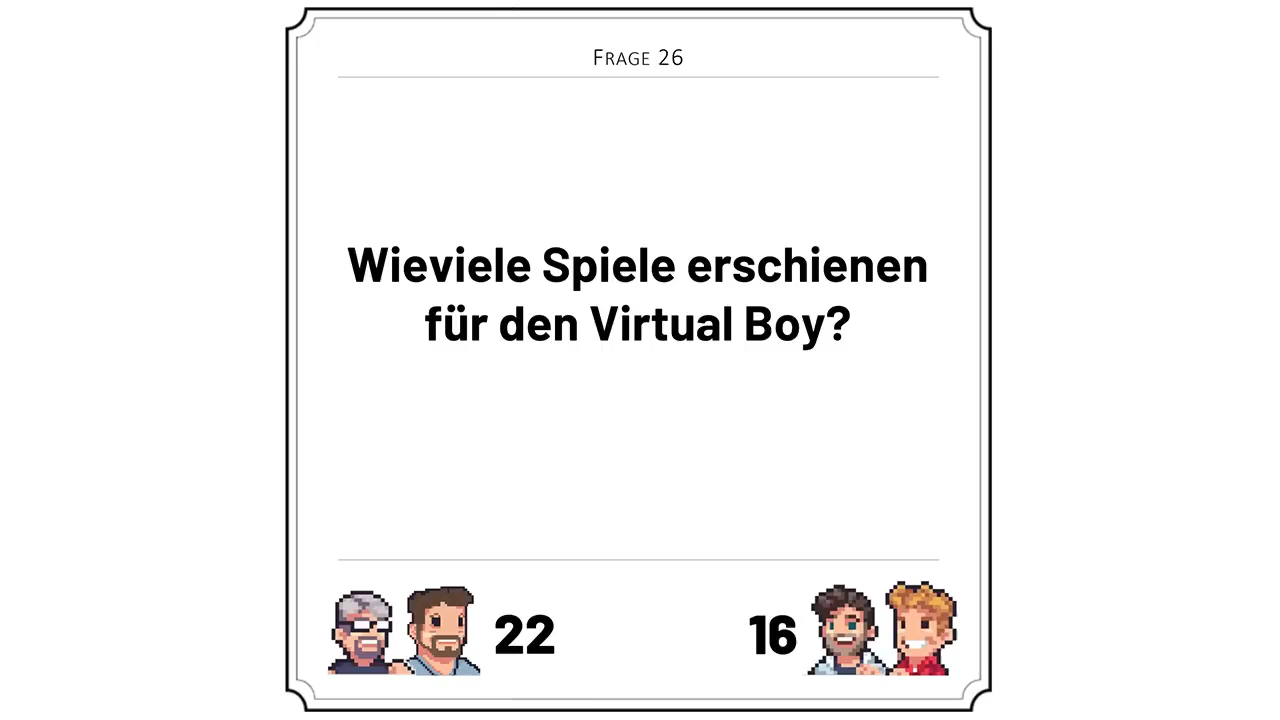 Frage 26
Wieviele Spiele erschienen
für den Virtual Boy?
22
16